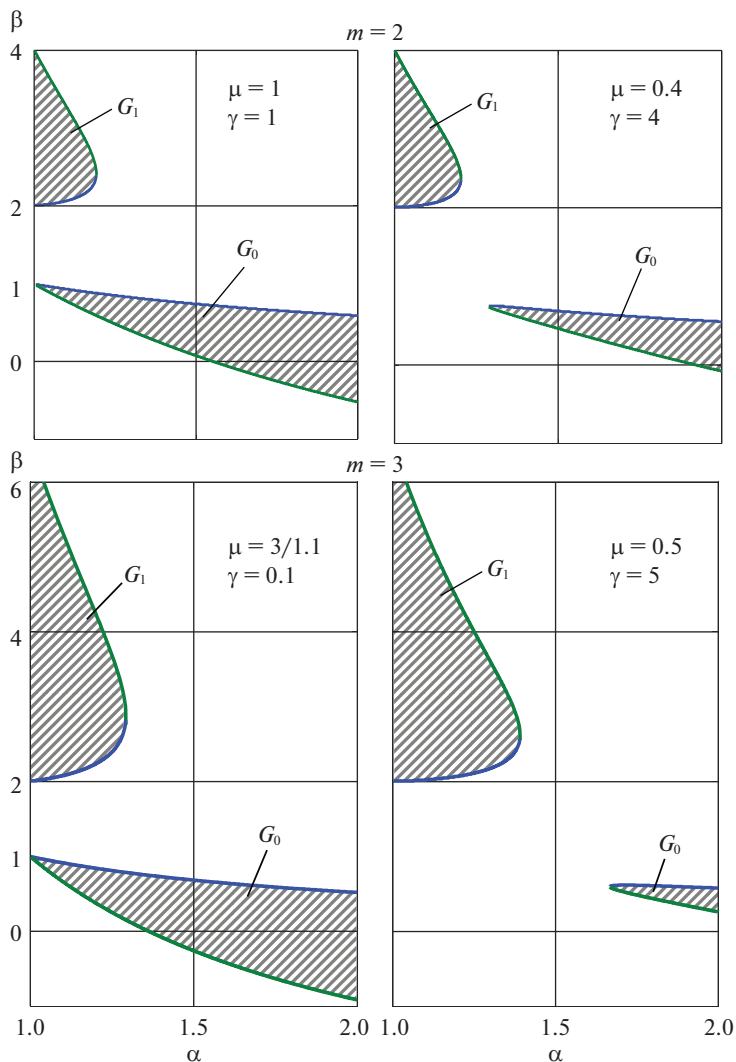 β
m = 2
4
G₁
μ = 1
γ = 1
G₁
μ = 0.4
γ = 4
2
G₀
G₀
1
0
β
m = 3
6
G₁
μ = 3/1.1
γ = 0.1
G₁
μ = 0.5
γ = 5
4
2
G₀
G₀
1
0
1.0 1.5 2.0 1.0 1.5 2.0
α α